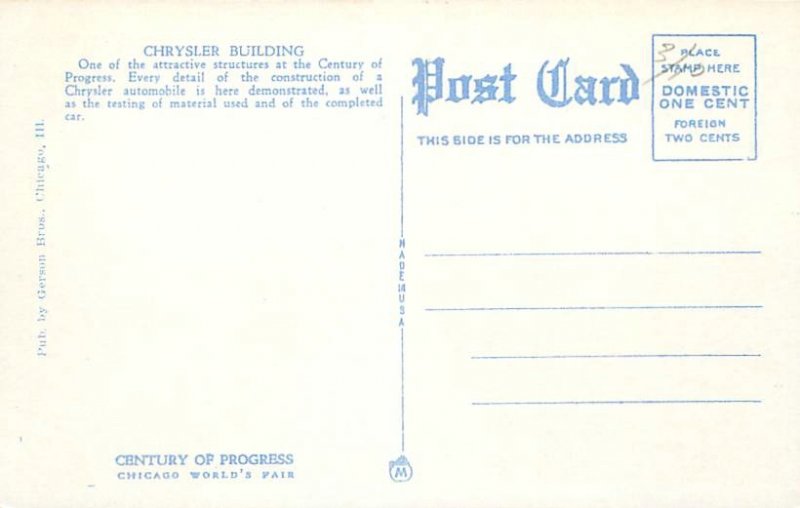 CHRYSLER BUILDING
One of the attractive structures at the Century of
Progress. Every detail of the construction of a
Chrysler automobile is here demonstrated, as well
as the testing of material used and of the completed
car.
Pub. by Gerson Bros., Chicago, Ill.
CENTURY OF PROGRESS
CHICAGO WORLD'S FAIR
MADE IN USA
M
Post Card
THIS SIDE IS FOR THE ADDRESS
PLACE
STAMP HERE
DOMESTIC
ONE CENT
FOREIGN
TWO CENTS
3/10